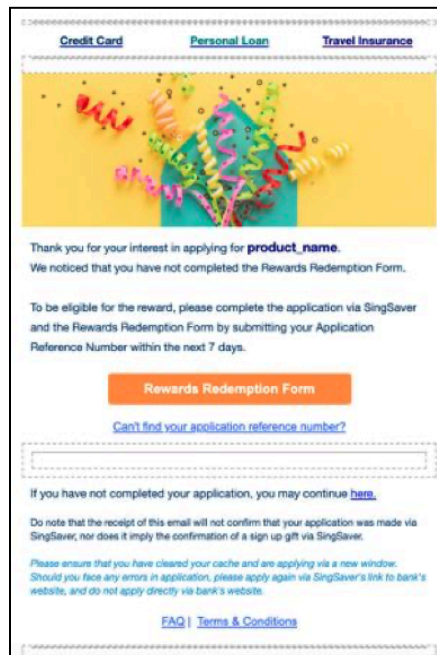 Credit Card Personal Loan Travel Insurance
Thank you for your interest in applying for product_name.
We noticed that you have not completed the Rewards Redemption Form.
To be eligible for the reward, please complete the application via SingSaver
and the Rewards Redemption Form by submitting your Application
Reference Number within the next 7 days.
Rewards Redemption Form
Can't find your application reference number?
If you have not completed your application, you may continue here.
Do note that the receipt of this email will not confirm that your application was made via
SingSaver, nor does it imply the confirmation of a sign up gift via SingSaver.
Please ensure that you have cleared your cache and are applying via a new window.
Should you face any errors in application, please apply again via SingSaver's link to bank's
website, and do not apply directly via bank's website.
FAQ | Terms & Conditions